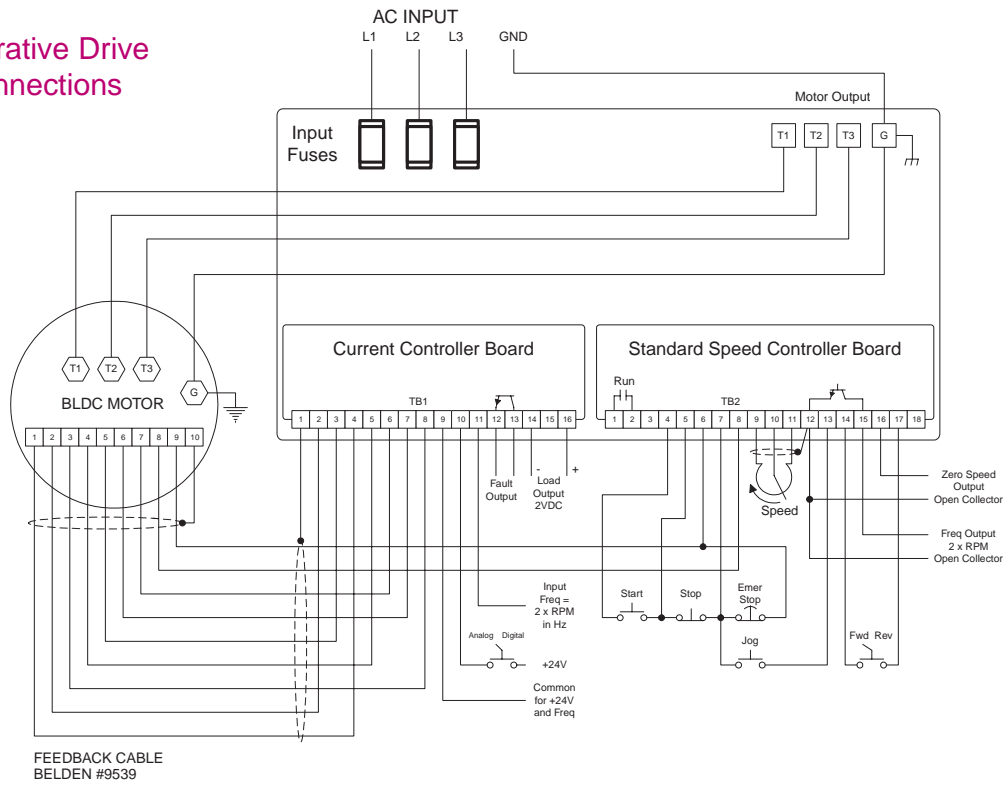 AC INPUT
L1 L2 L3 GND
rative Drive
nnections
Motor Output
Input
Fuses
T1 T2 T3 G
Current Controller Board
Standard Speed Controller Board
T1 T2 T3
G
BLDC MOTOR
Run
TB1
TB2
1 2 3 4 5 6 7 8 9 10 11 12 13 14 15 16
1 2 3 4 5 6 7 8 9 10 11 12 13 14 15 16 17 18
1 2 3 4 5 6 7 8 9 10
Fault
Output
- +
Load
Output
2VDC
Speed
Zero Speed
Output
Open Collector
Freq Output
2 x RPM
Open Collector
Input
Freq =
2 x RPM
in Hz
Start
Stop
Emer
Stop
Jog
Fwd Rev
Analog Digital
+24V
Common
for +24V
and Freq
FEEDBACK CABLE
BELDEN #9539